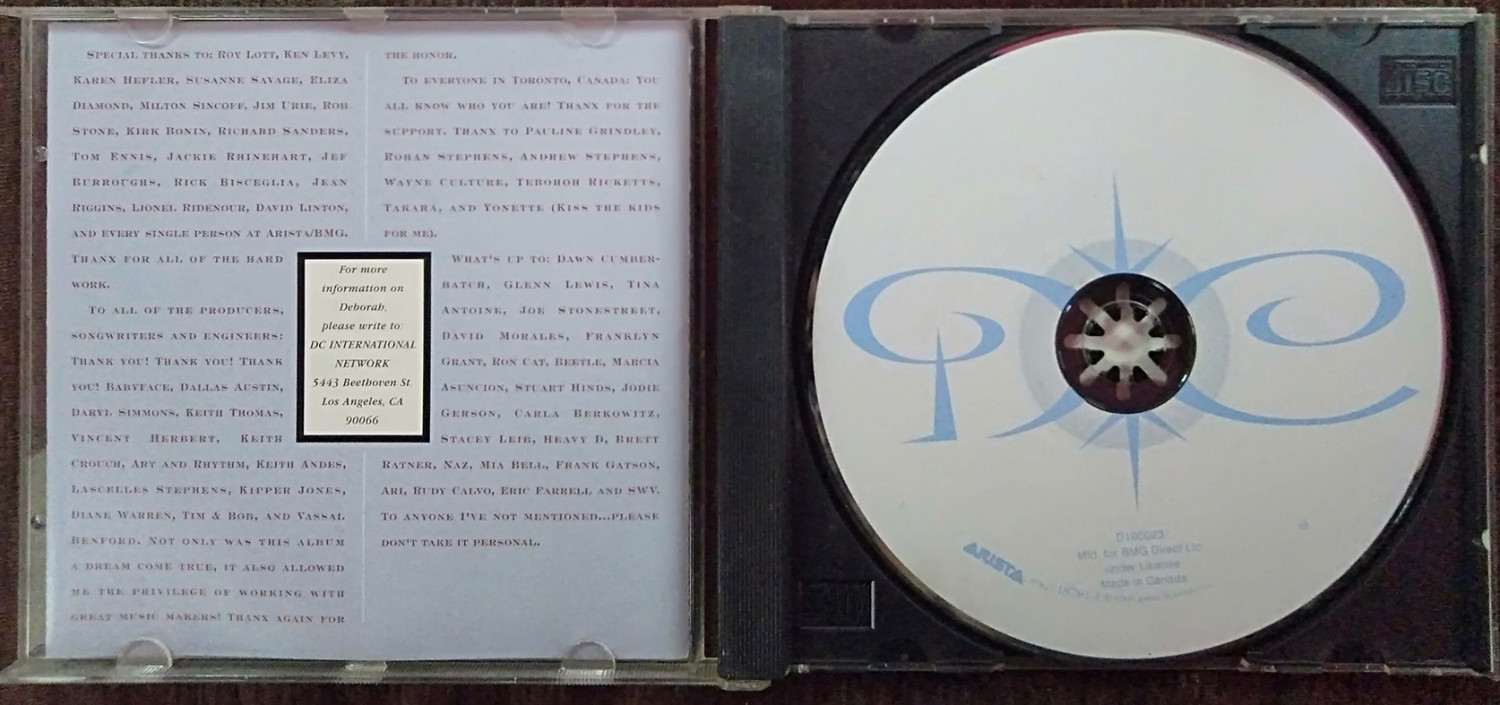 SPECIAL THANKS TO: ROY LOTT, KEN LEVY,
KAREN HEFLER, SUSANNE SAVAGE, ELIZA
DIAMOND, MILTON SINCOFF, JIM URIE, ROB
STONE, KIRK BONIN, RICHARD SANDERS,
TOM ENNIS, JACKIE RHINEHART, JEF
BURROUGHS, RICK BISCEGLIA, JEAN
RIGGINS, LIONEL RIDENOUR, DAVID LINTON,
AND EVERY SINGLE PERSON AT ARISTA/BMG.
THANX FOR ALL OF THE HARD
WORK.
TO ALL OF THE PRODUCERS,
SONGWRITERS AND ENGINEERS:
THANK YOU! THANK YOU! THANK
YOU! BABYFACE, DALLAS AUSTIN,
DARYL SIMMONS, KEITH THOMAS,
VINCENT HERBERT, KEITH
CROUCH, ART AND RHYTHM, KEITH ANDES,
LASCELLES STEPHENS, KIPPER JONES,
DIANE WARREN, TIM & BOB, AND VASSAL
BENFORD. NOT ONLY WAS THIS ALBUM
A DREAM COME TRUE, IT ALSO ALLOWED
ME THE PRIVILEGE OF WORKING WITH
GREAT MUSIC MAKERS! THANX AGAIN FOR
THE HONOR.
TO EVERYONE IN TORONTO, CANADA: YOU
ALL KNOW WHO YOU ARE! THANX FOR THE
SUPPORT. THANX TO PAULINE GRINDLEY,
ROHAN STEPHENS, ANDREW STEPHENS,
WAYNE CULTURE, TEBOHOH RICKETTS,
TAKARA, AND YONETTE (KISS THE KIDS
FOR ME).
WHAT'S UP TO: DAWN CUMBER-
BATCH, GLENN LEWIS, TINA
ANTOINE, JOE STONESTREET,
DAVID MORALES, FRANKLYN
GRANT, RON CAT, BEETLE, MARCIA
ASUNCION, STUART HINDS, JODIE
GERSON, CARLA BERKOWITZ,
STACEY LEIB, HEAVY D, BRETT
RATNER, NAZ, MIA BELL, FRANK GATSON,
ARI, RUDY CALVO, ERIC FARRELL AND SWV.
TO ANYONE I'VE NOT MENTIONED...PLEASE
DON'T TAKE IT PERSONAL.
For more
information on
Deborah,
please write to:
DC INTERNATIONAL
NETWORK
5443 Beethoven St.
Los Angeles, CA
90066
DISC
DC
D100023
Mfd. for BMG Direct Ltd.
under License
Made in Canada
ARISTA